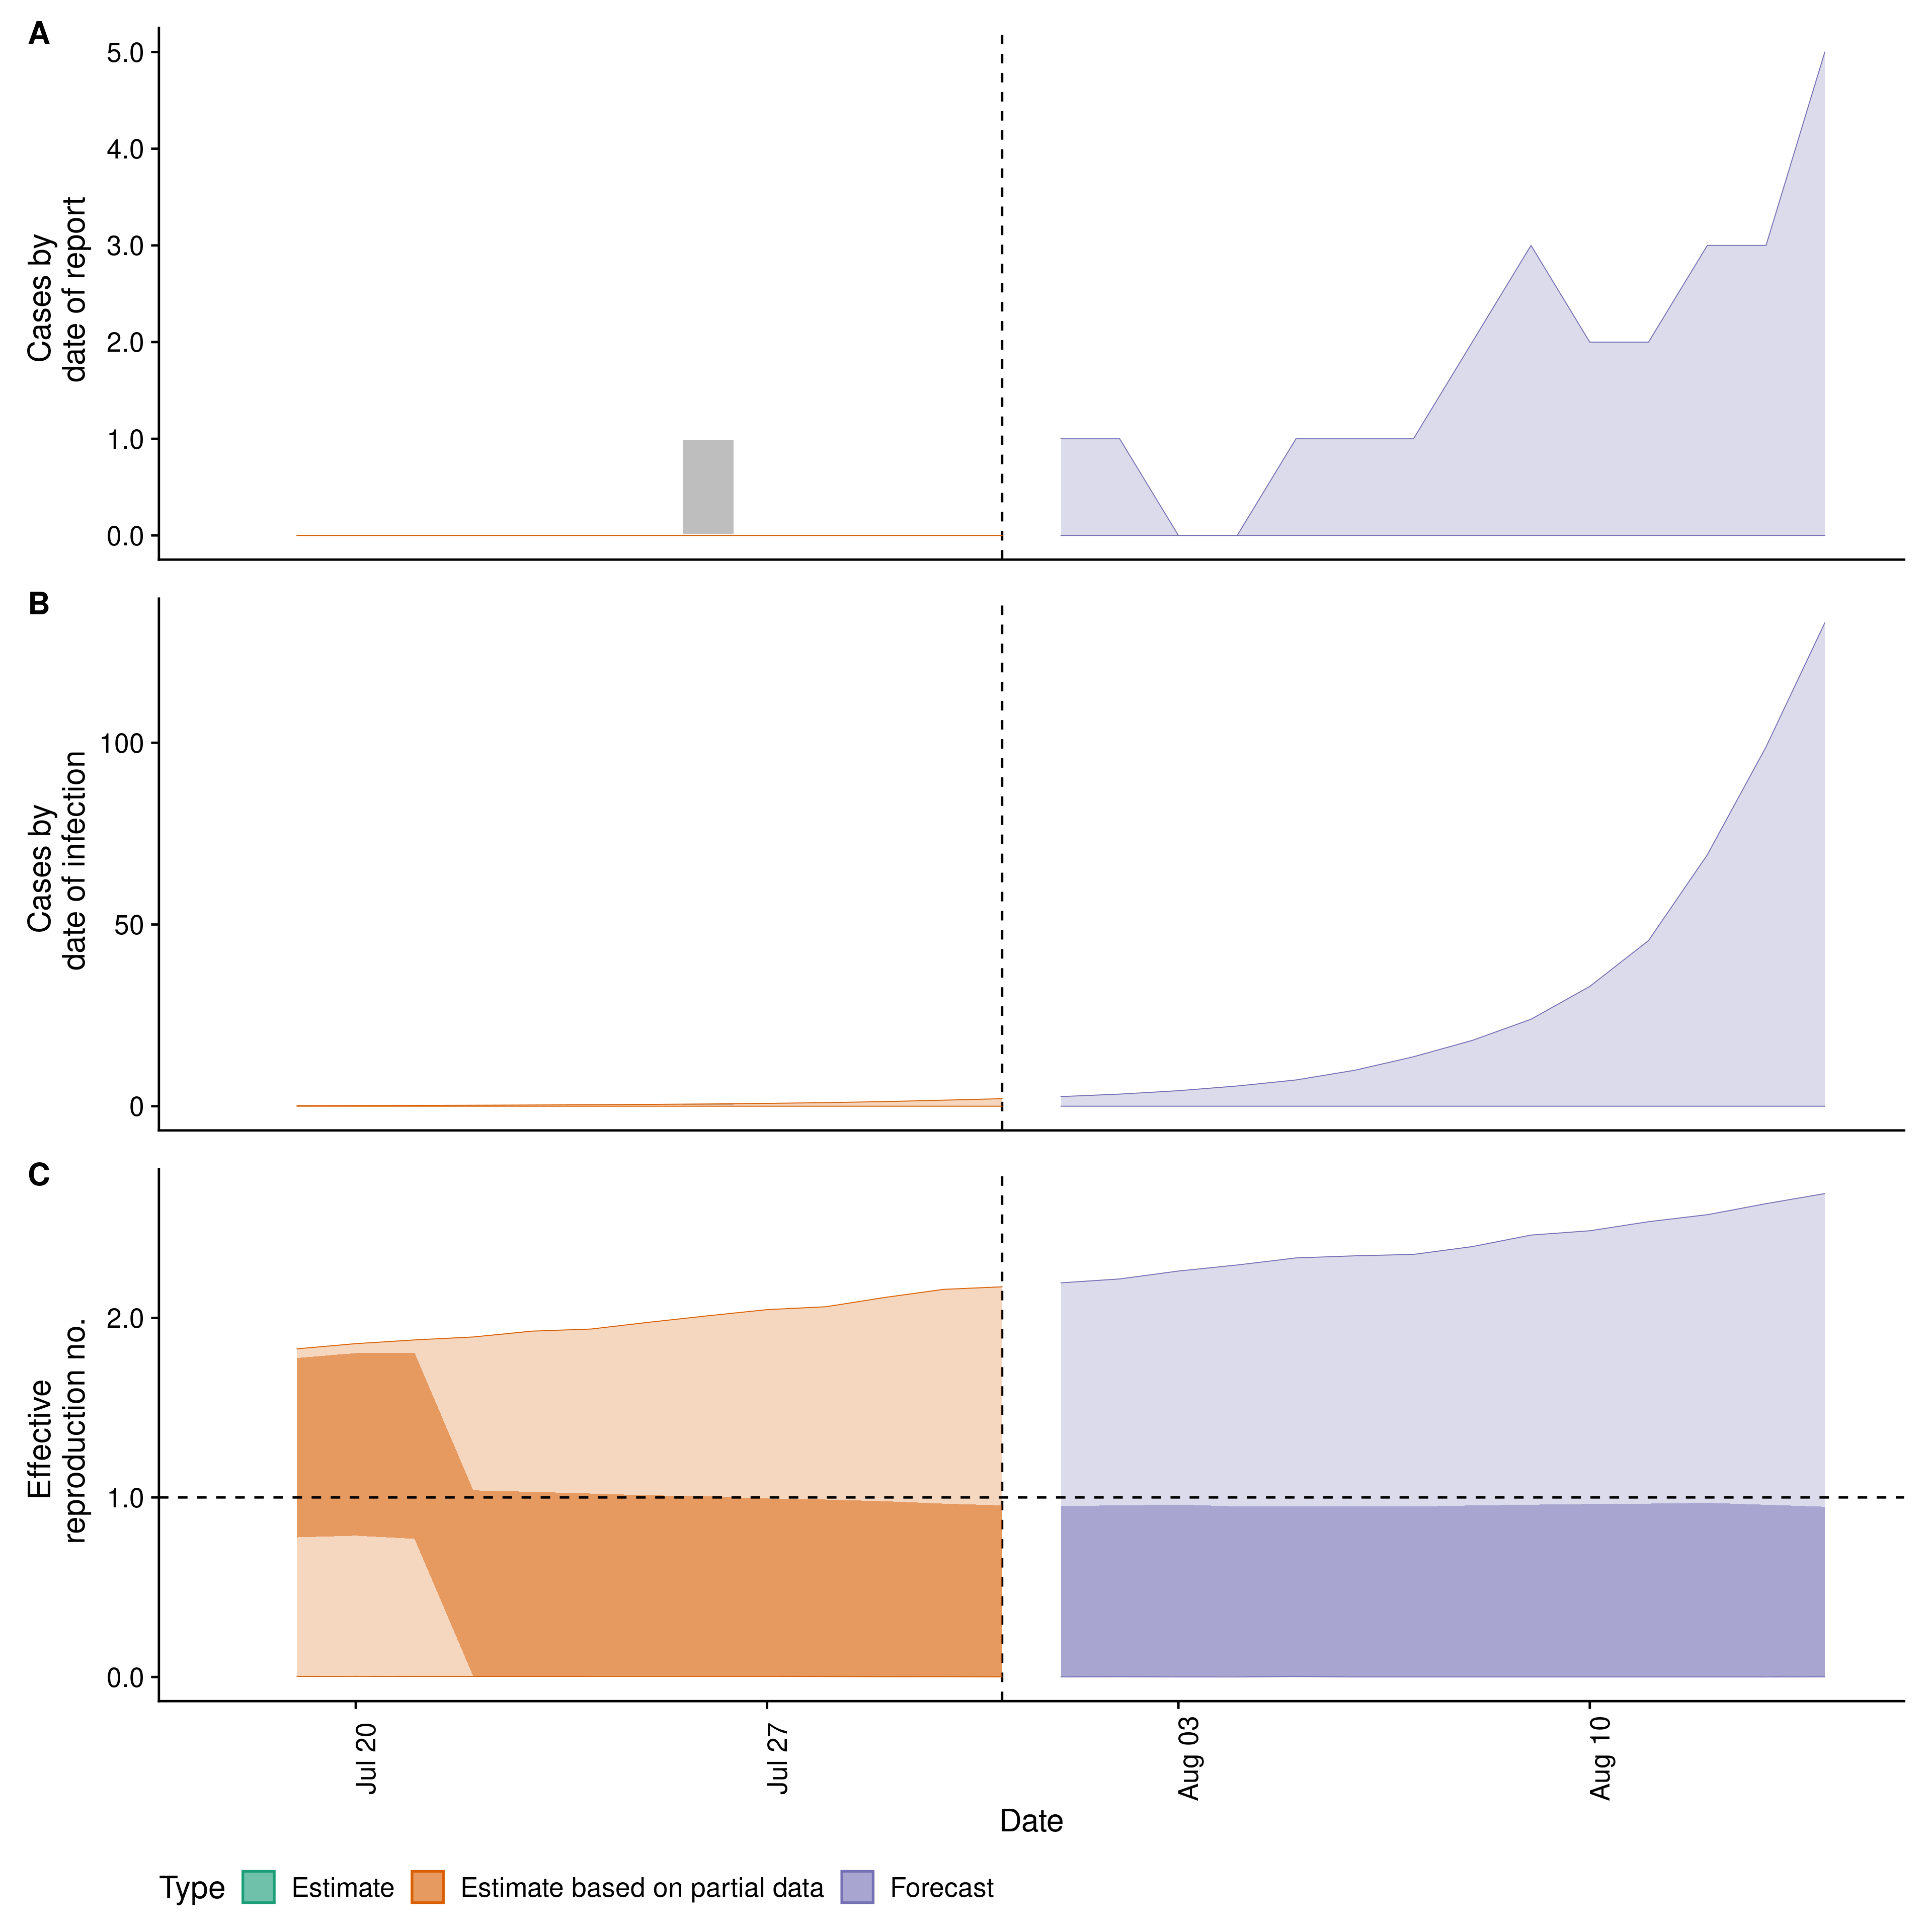 A
5.0
4.0
3.0
2.0
1.0
0.0
Cases by
date of report
B
100
50
0
Cases by
date of infection
C
2.0
1.0
0.0
Effective
reproduction no.
Jul 20
Jul 27
Aug 03
Aug 10
Date
Type
Estimate
Estimate based on partial data
Forecast